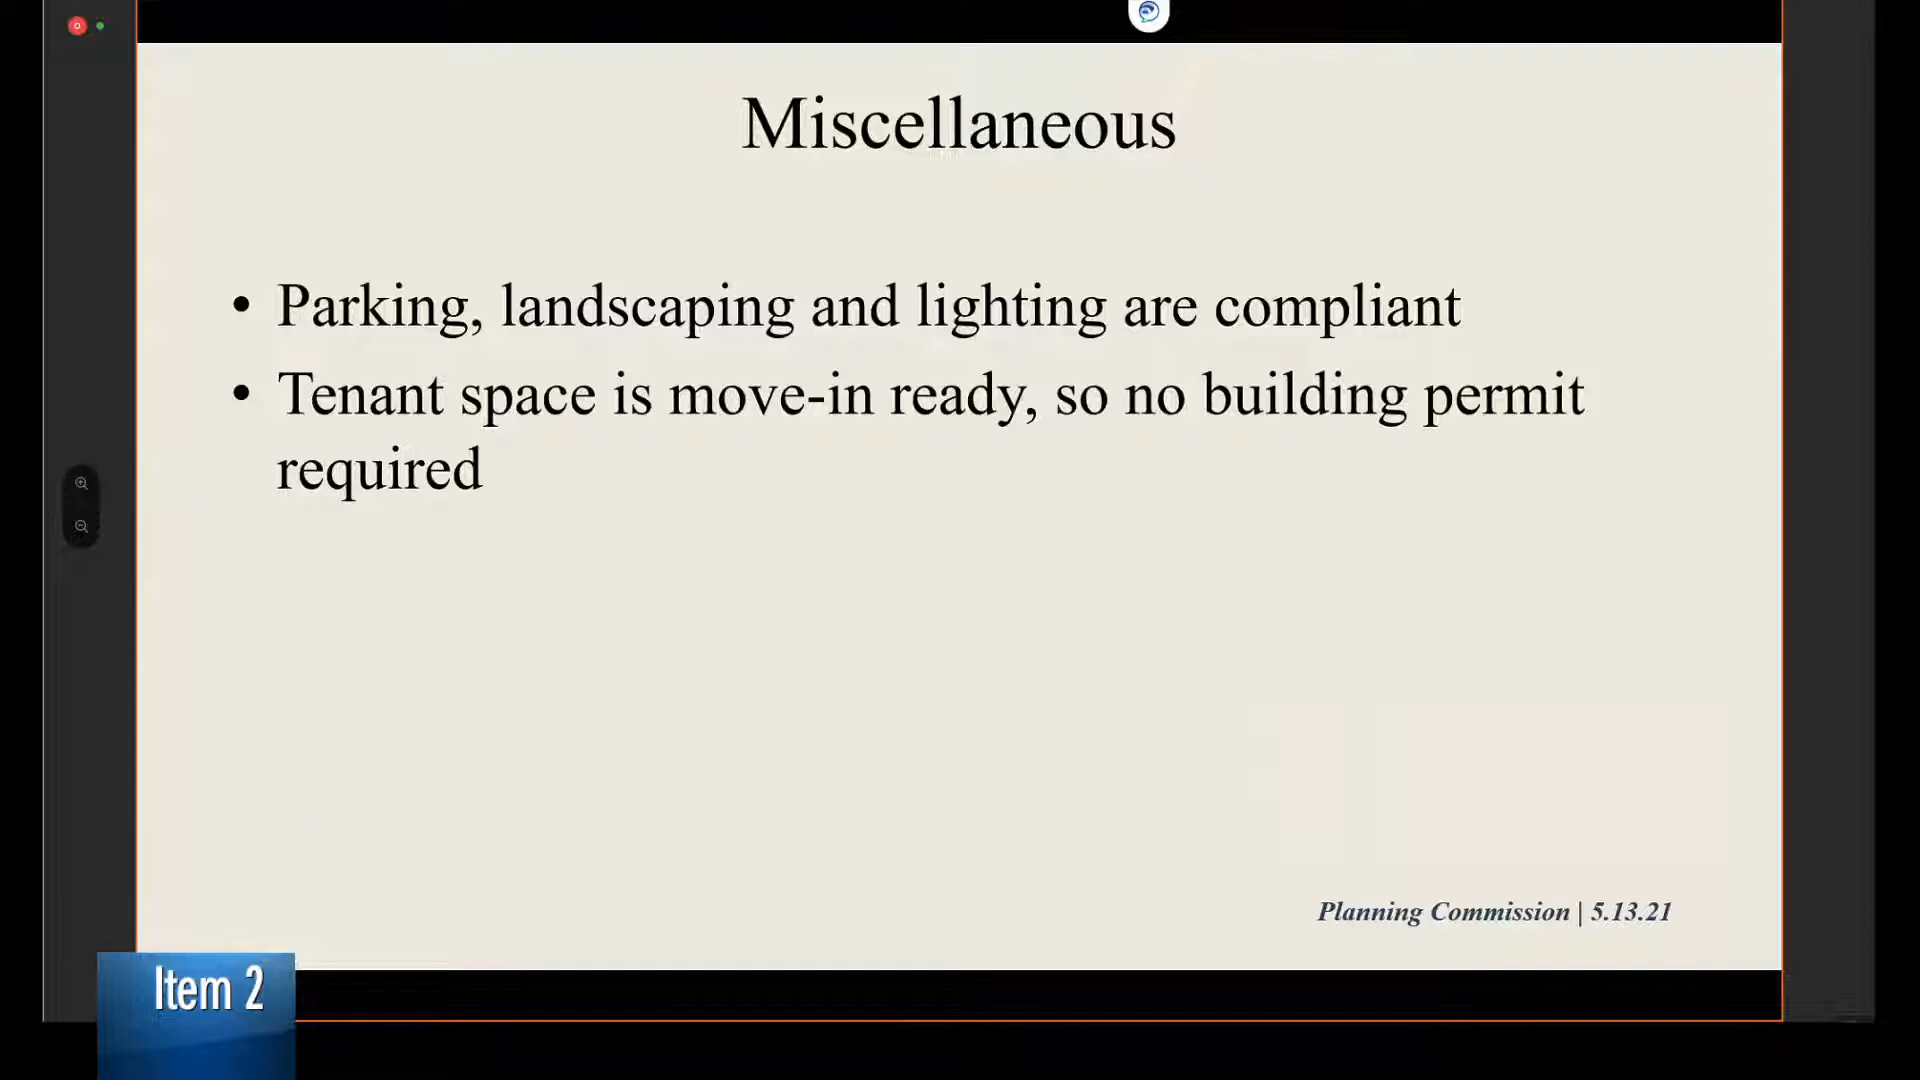 Miscellaneous
• Parking, landscaping and lighting are compliant
• Tenant space is move-in ready, so no building permit
required
Planning Commission | 5.13.21
Item 2